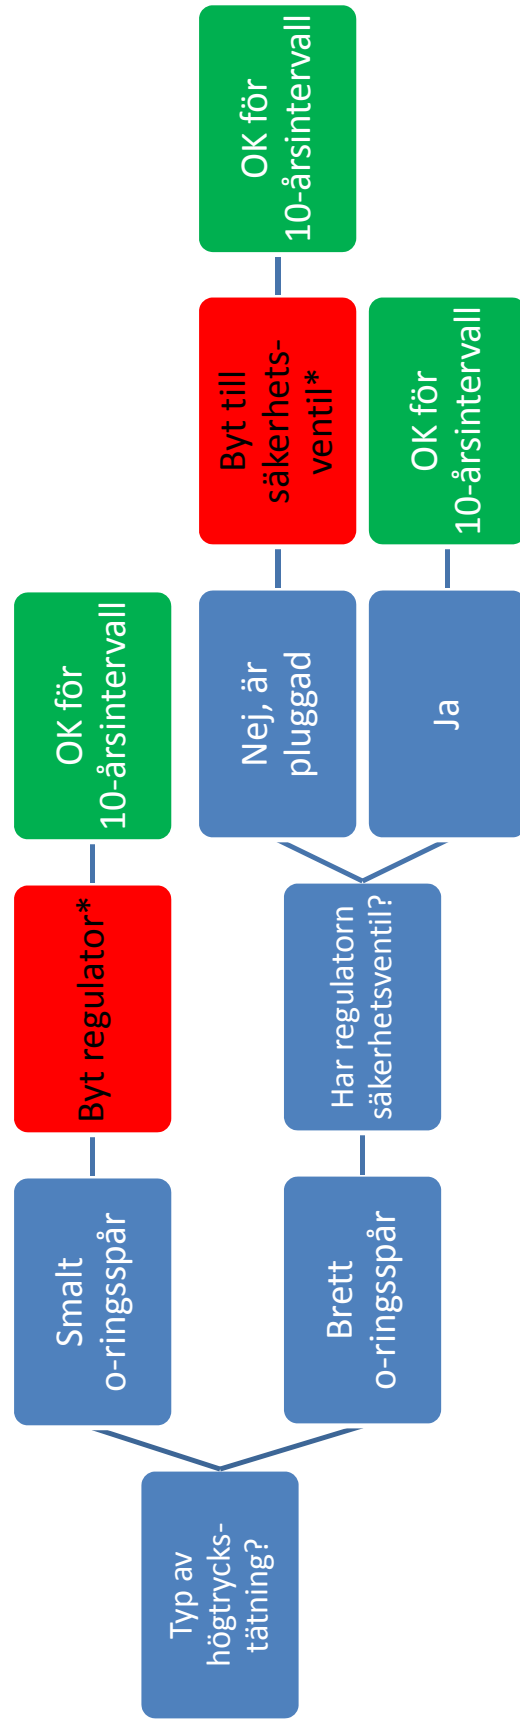 Typ av
högtrycks-
tätning?
Smalt
o-ringsspår
Byt regulator*
OK för
10-årsintervall
Brett
o-ringsspår
Har regulatorn
säkerhetsventil?
Nej, är
pluggad
Byt till
säkerhets-
ventil*
OK för
10-årsintervall
Ja
OK för
10-årsintervall